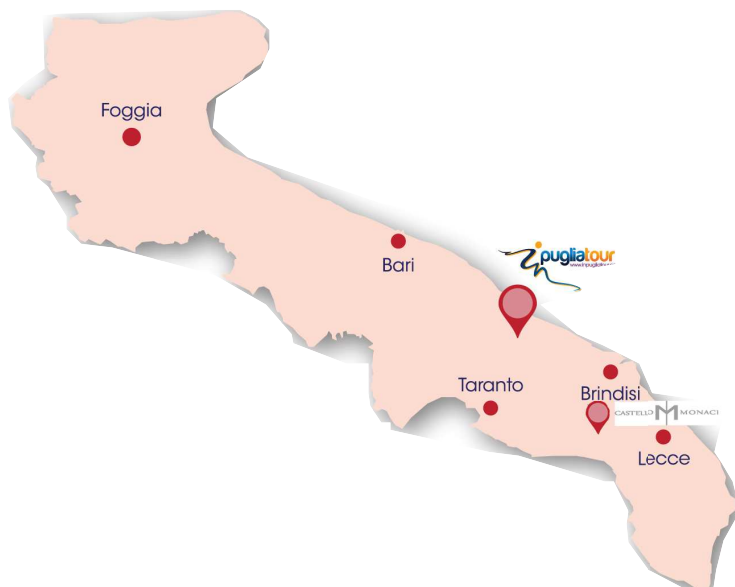 Foggia
pugliatour
Bari
Taranto
Brindisi
CASTELLO M MONACI
Lecce